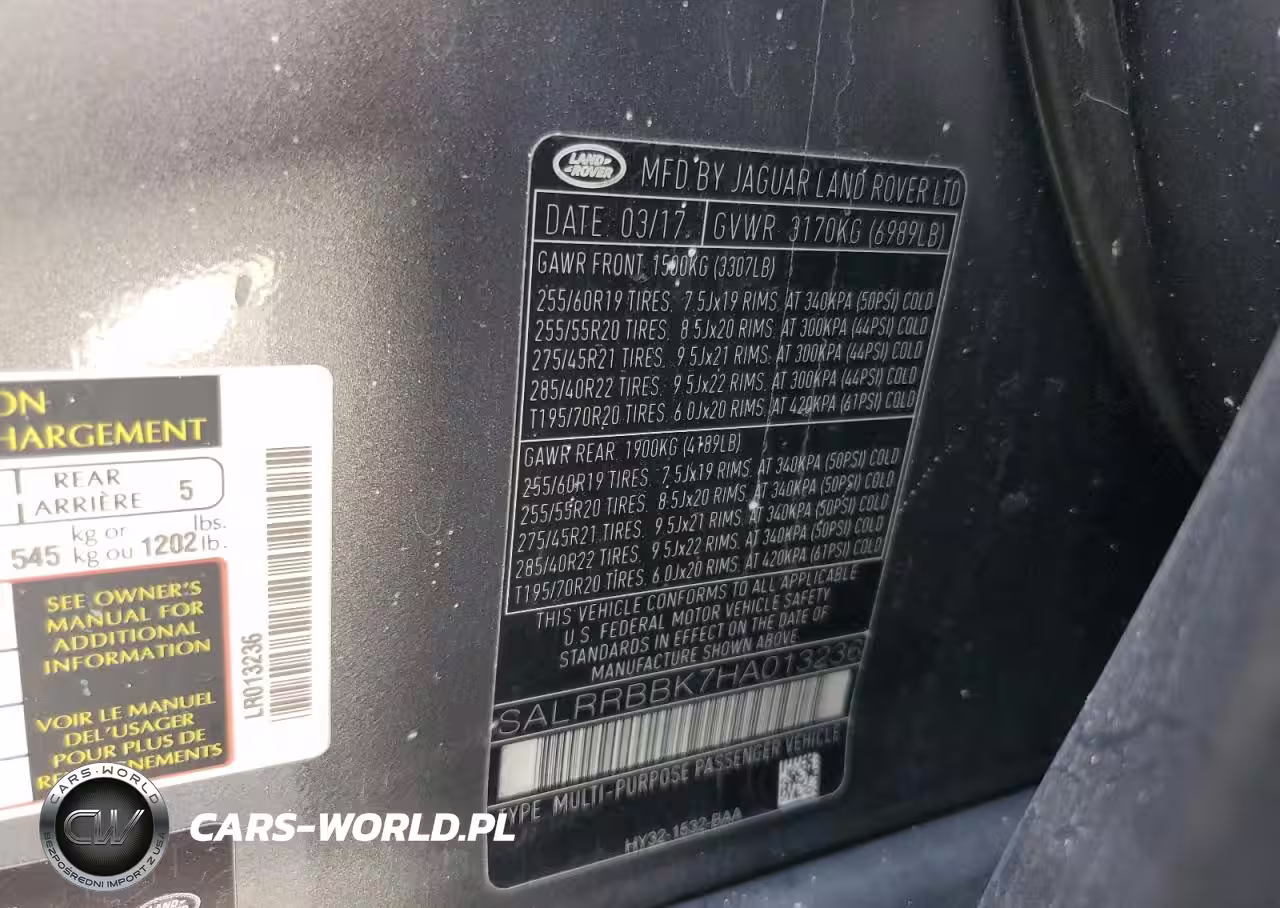 ON
HARGEMENT
REAR
ARRIÈRE 5
545 kg or kg ou 1202 lbs. lb.
SEE OWNER'S
MANUAL FOR
ADDITIONAL
INFORMATION
VOIR LE MANUEL
DEL'USAGER
POUR PLUS DE
LR013236
LAND ROVER
MFD BY JAGUAR LAND ROVER LTD
DATE: 03/17 GVWR 3170KG (6989LB)
GAWR FRONT 1500KG (3307LB)
255/60R19 TIRES. 7.5Jx19 RIMS. AT 340KPA (50PSI) COLD
255/55R20 TIRES. 8.5Jx20 RIMS. AT 300KPA (44PSI) COLD
275/45R21 TIRES. 9.5Jx21 RIMS. AT 300KPA (44PSI) COLD
285/40R22 TIRES. 9.5Jx22 RIMS. AT 300KPA (44PSI) COLD
T195/70R20 TIRES. 6.0Jx20 RIMS. AT 420KPA (61PSI) COLD
GAWR REAR 1900KG (4189LB)
255/60R19 TIRES. 7.5Jx19 RIMS. AT 340KPA (50PSI) COLD
255/55R20 TIRES. 8.5Jx20 RIMS. AT 340KPA (50PSI) COLD
275/45R21 TIRES. 9.5Jx21 RIMS. AT 340KPA (50PSI) COLD
285/40R22 TIRES. 9.5Jx22 RIMS. AT 340KPA (50PSI) COLD
T195/70R20 TIRES. 6.0Jx20 RIMS. AT 420KPA (61PSI) COLD
THIS VEHICLE CONFORMS TO ALL APPLICABLE
U.S. FEDERAL MOTOR VEHICLE SAFETY
STANDARDS IN EFFECT ON THE DATE OF
MANUFACTURE SHOWN ABOVE
SALRRBBK7HA013236
TYPE MULTI-PURPOSE PASSENGER VEHICLE
HY32-1532-BAA
CARS-WORLD
CW
BEZPOŚREDNI IMPORT Z USA
CARS-WORLD.PL